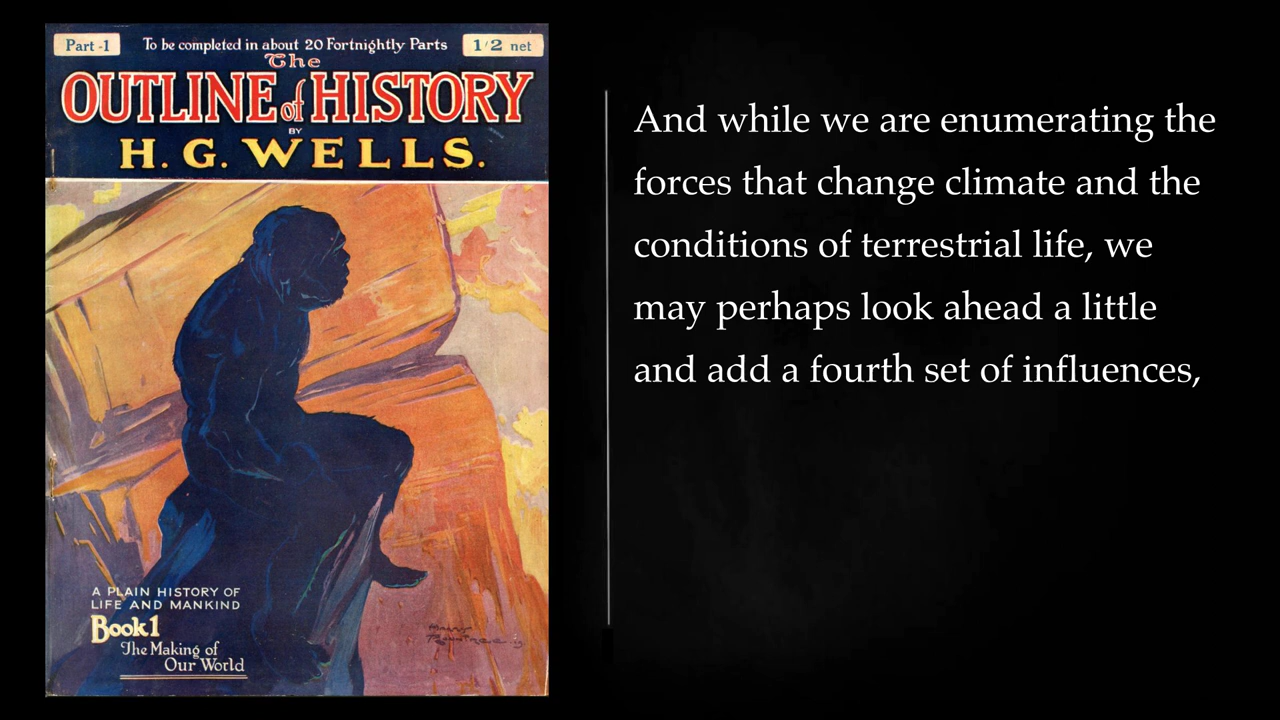 Part -1
To be completed in about 20 Fortnightly Parts
1/2 net
The
OUTLINE of HISTORY
BY
H. G. WELLS.
A PLAIN HISTORY OF
LIFE AND MANKIND
Book 1
The Making of
Our World
And while we are enumerating the
forces that change climate and the
conditions of terrestrial life, we
may perhaps look ahead a little
and add a fourth set of influences,